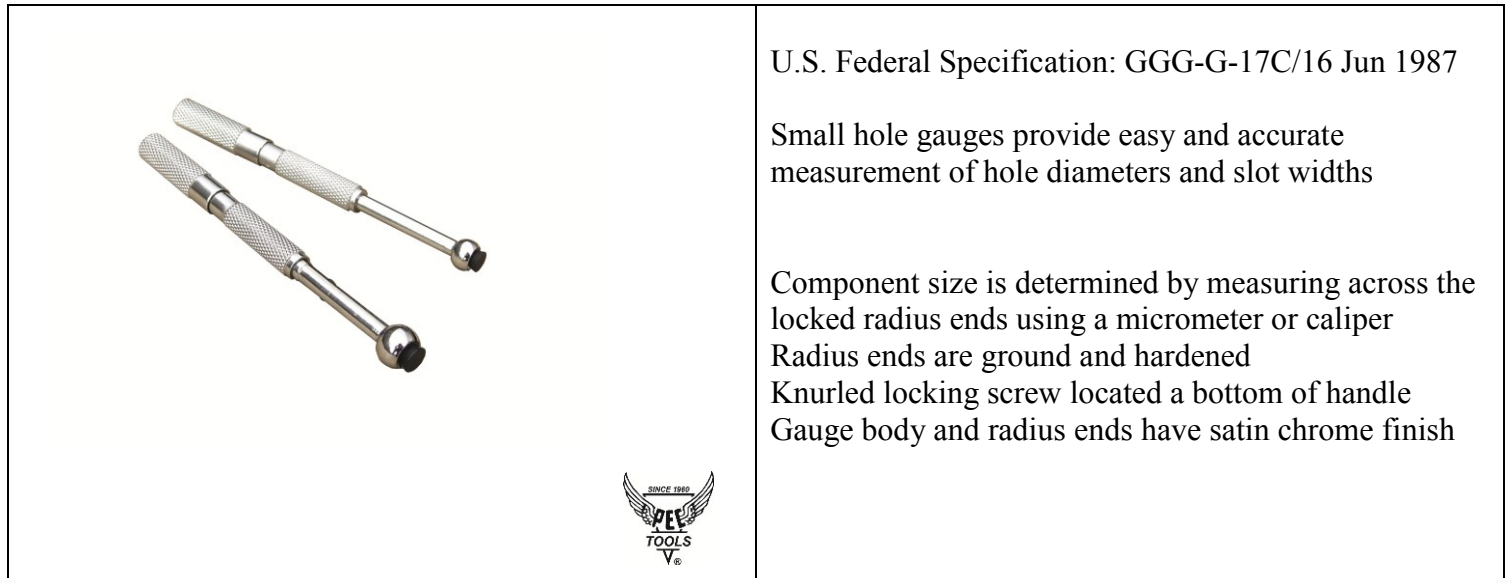 U.S. Federal Specification: GGG-G-17C/16 Jun 1987
Small hole gauges provide easy and accurate
measurement of hole diameters and slot widths
Component size is determined by measuring across the
locked radius ends using a micrometer or caliper
Radius ends are ground and hardened
Knurled locking screw located a bottom of handle
Gauge body and radius ends have satin chrome finish
SINCE 1960
PEE
TOOLS
®